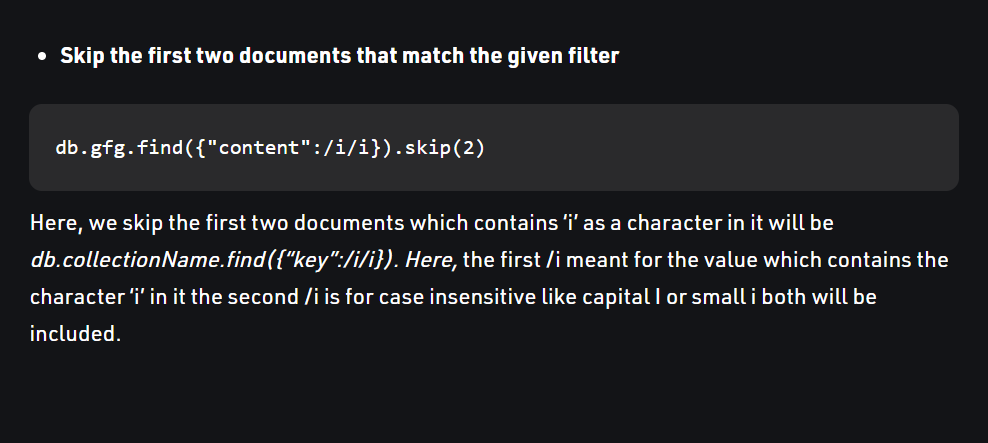 • Skip the first two documents that match the given filter
db.gfg.find({"content":/i/i}).skip(2)
Here, we skip the first two documents which contains ‘i’ as a character in it will be
db.collectionName.find({“key”:/i/i}). Here, the first /i meant for the value which contains the
character ‘i’ in it the second /i is for case insensitive like capital I or small i both will be
included.